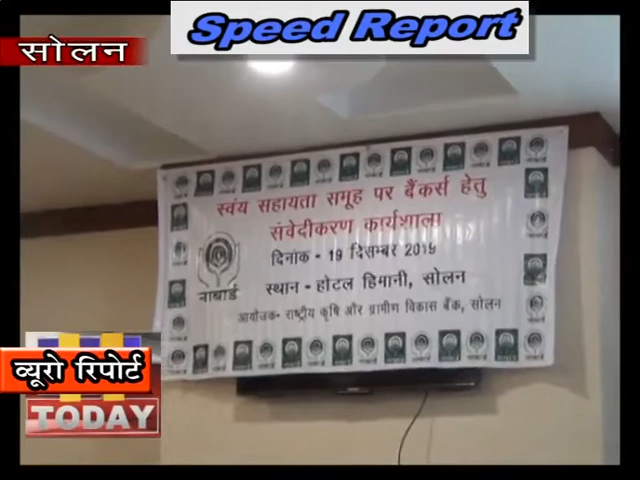 Speed Report
सोलन
स्वंय सहायता समूह पर बैंकर्स हेतु
संवेदीकरण कार्यशाला
दिनांक - 19 दिसम्बर 2019
स्थान - होटल हिमानी, सोलन
आयोजक- राष्ट्रीय कृषि और ग्रामीण विकास बैंक, सोलन
नाबार्ड
व्यूरो रिपोर्ट
TODAY